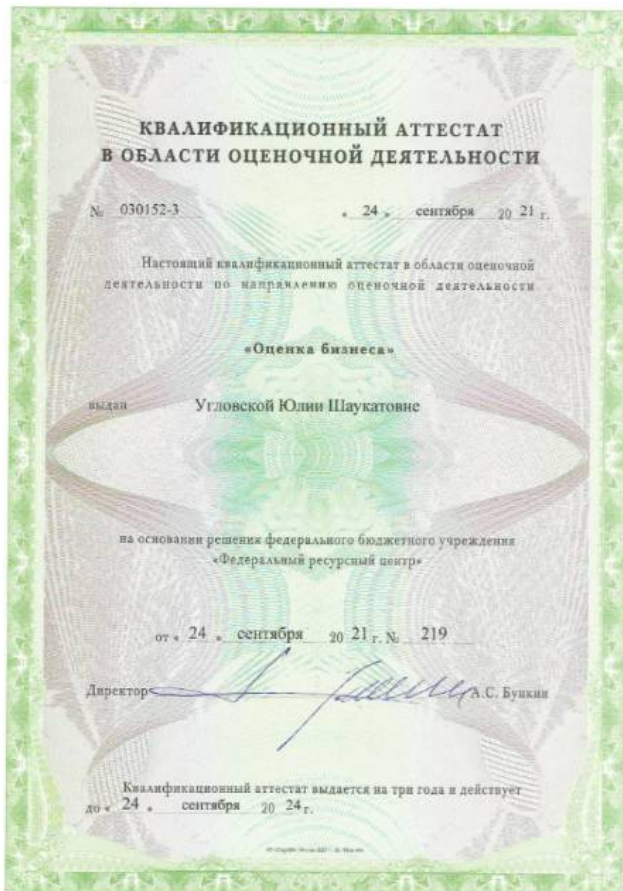 КВАЛИФИКАЦИОННЫЙ АТТЕСТАТ
В ОБЛАСТИ ОЦЕНОЧНОЙ ДЕЯТЕЛЬНОСТИ
№ 030152-3 « 24 » сентября 20 21 г.
Настоящий квалификационный аттестат в области оценочной
деятельности по направлению оценочной деятельности
«Оценка бизнеса»
выдан Угловской Юлии Шаукатовне
на основании решения федерального бюджетного учреждения
«Федеральный ресурсный центр»
от « 24 » сентября 20 21 г. № 219
Директор А.С. Бункин
Квалификационный аттестат выдается на три года и действует
до « 24 » сентября 20 24 г.